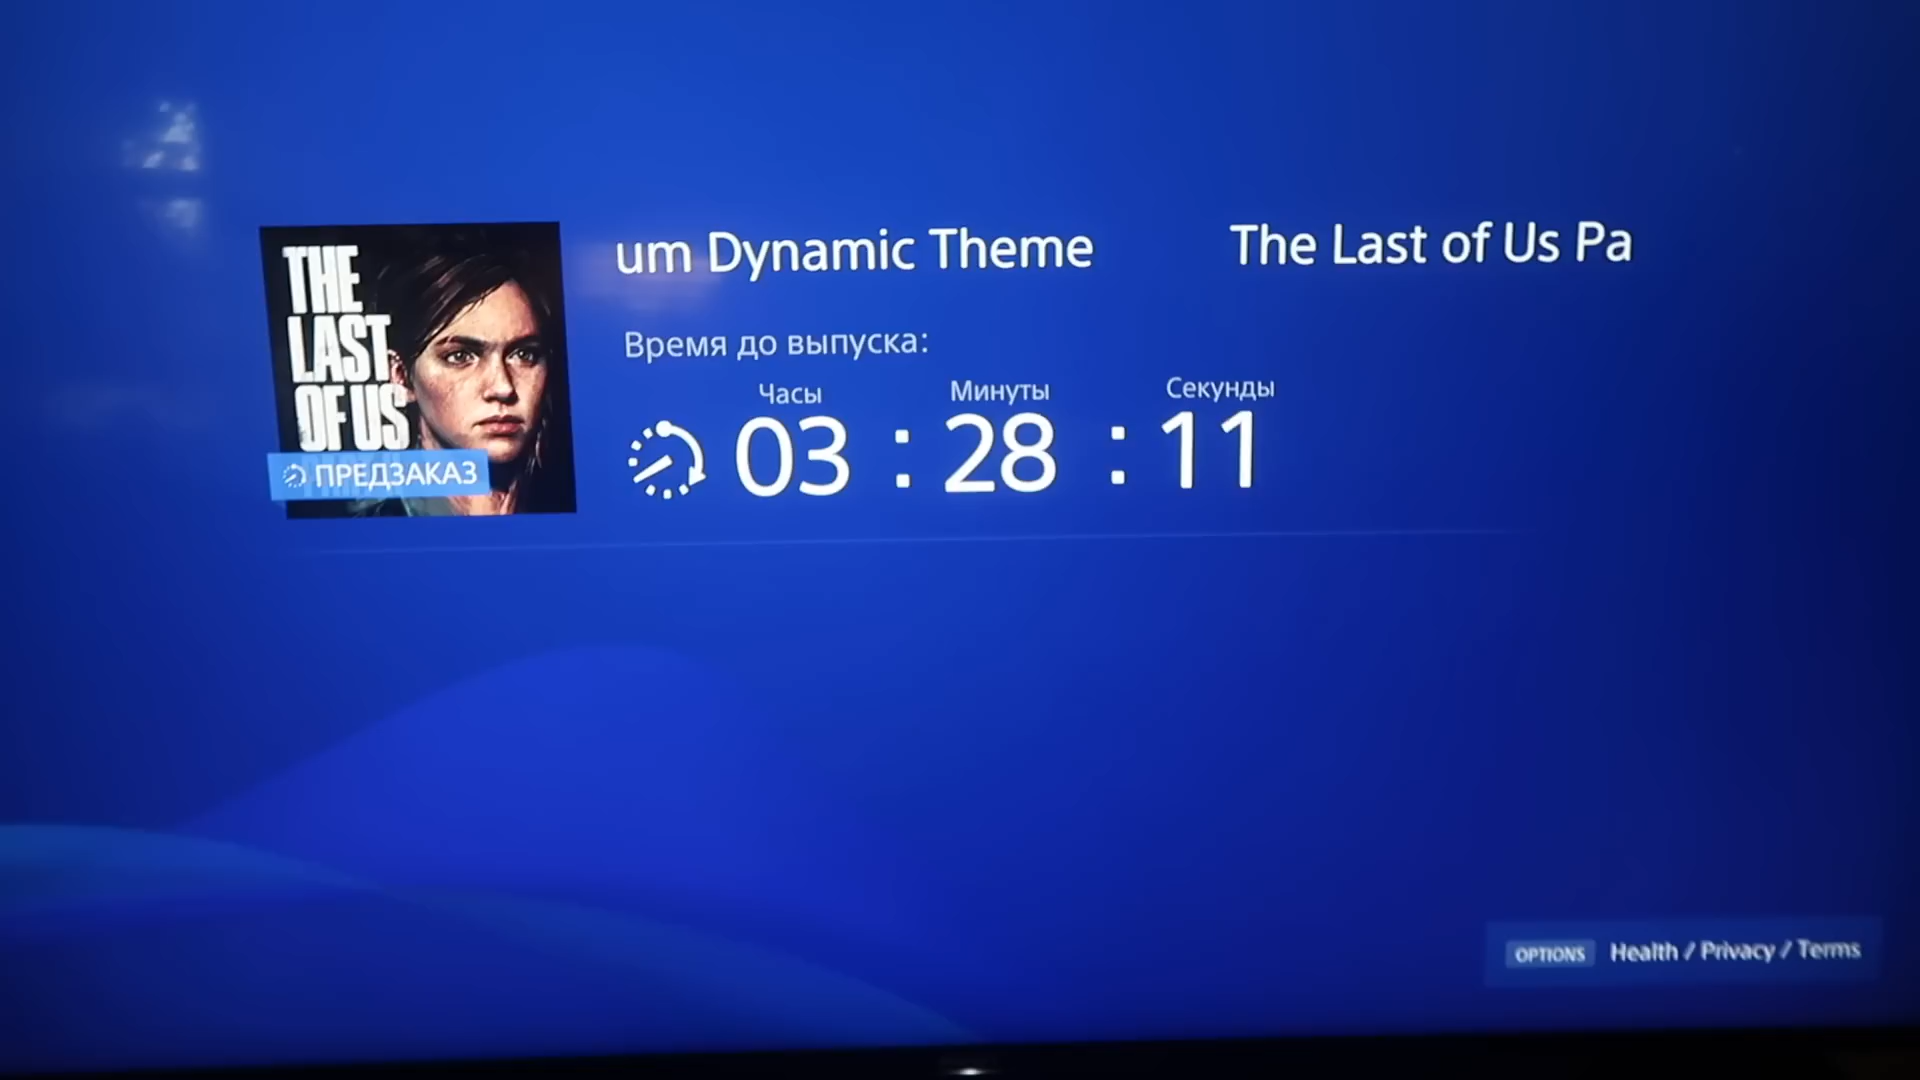 um Dynamic Theme The Last of Us Pa
Время до выпуска:
Часы Минуты Секунды
03 : 28 : 11
THE
LAST
OF US
ПРЕДЗАКАЗ
OPTIONS Health / Privacy / Terms